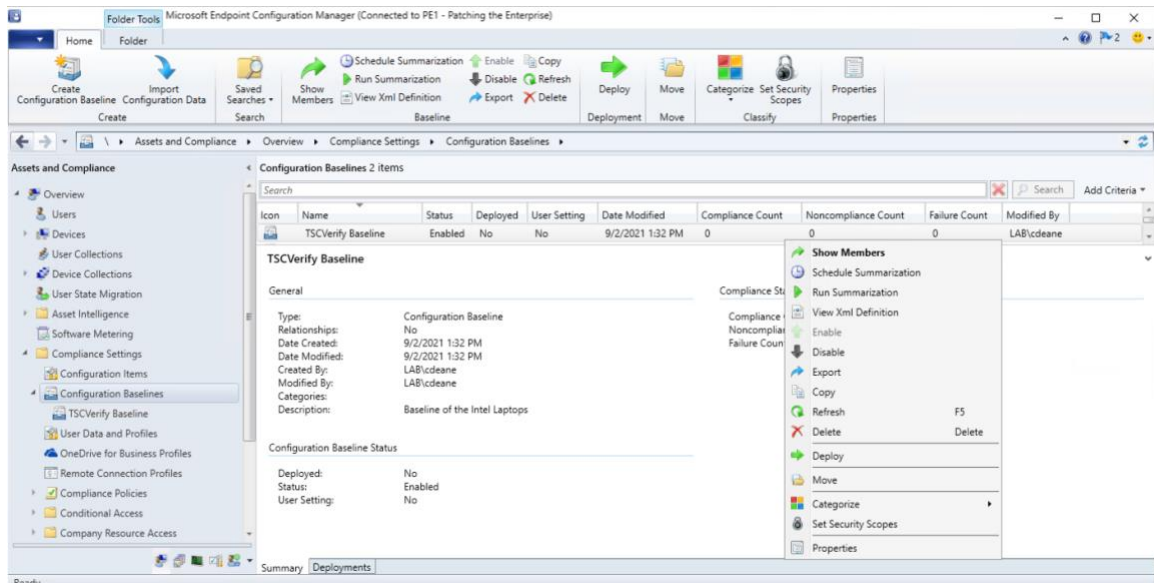 Folder Tools Microsoft Endpoint Configuration Manager (Connected to PE1 - Patching the Enterprise)
Home Folder
2
Create Configuration Baseline
Import Configuration Data
Create
Saved Searches
Search
Show Members
Schedule Summarization
Run Summarization
View Xml Definition
Enable
Disable
Export
Copy
Refresh
Delete
Baseline
Deploy
Deployment
Move
Move
Categorize
Set Security Scopes
Classify
Properties
Properties
\ Assets and Compliance Overview Compliance Settings Configuration Baselines
Assets and Compliance
Overview
Users
Devices
User Collections
Device Collections
User State Migration
Asset Intelligence
Software Metering
Compliance Settings
Configuration Items
Configuration Baselines
TSCVerify Baseline
User Data and Profiles
OneDrive for Business Profiles
Remote Connection Profiles
Compliance Policies
Conditional Access
Company Resource Access
Configuration Baselines 2 items
Search Search Add Criteria
Icon Name Status Deployed User Setting Date Modified Compliance Count Noncompliance Count Failure Count Modified By
TSCVerify Baseline Enabled No No 9/2/2021 1:32 PM 0 0 0 LAB\cdeane
TSCVerify Baseline
General
Type: Configuration Baseline
Relationships: No
Date Created: 9/2/2021 1:32 PM
Date Modified: 9/2/2021 1:32 PM
Created By: LAB\cdeane
Modified By: LAB\cdeane
Categories:
Description: Baseline of the Intel Laptops
Configuration Baseline Status
Deployed: No
Status: Enabled
User Setting: No
Compliance Sta
Compliance
Noncomplia
Failure Coun
Show Members
Schedule Summarization
Run Summarization
View Xml Definition
Enable
Disable
Export
Copy
Refresh F5
Delete Delete
Deploy
Move
Categorize
Set Security Scopes
Properties
Summary Deployments
Ready